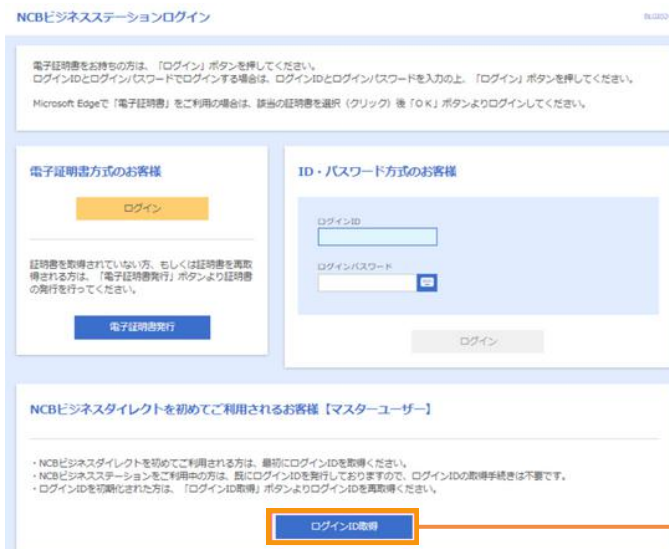 NCBビジネスステーションログイン
電子証明書をお持ちの方は、「ログイン」ボタンを押してください。
ログインIDとログインパスワードでログインする場合は、ログインIDとログインパスワードを入力の上、「ログイン」ボタンを押してください。
Microsoft Edgeで「電子証明書」をご利用の場合は、該当の証明書を選択（クリック）後「ＯＫ」ボタンよりログインしてください。
電子証明書方式のお客様
ログイン
証明書を取得されていない方、もしくは証明書を再取
得される方は、「電子証明書発行」ボタンより証明書
の発行を行ってください。
電子証明書発行
ID・パスワード方式のお客様
ログインID
ログインパスワード
ログイン
NCBビジネスダイレクトを初めてご利用されるお客様【マスターユーザー】
・NCBビジネスダイレクトを初めてご利用される方は、最初にログインIDを取得ください。
・NCBビジネスステーションをご利用中の方は、既にログインIDを発行しておりますので、ログインIDの取得手続きは不要です。
・ログインIDを初期化された方は、「ログインID取得」ボタンよりログインIDを再取得ください。
ログインID取得